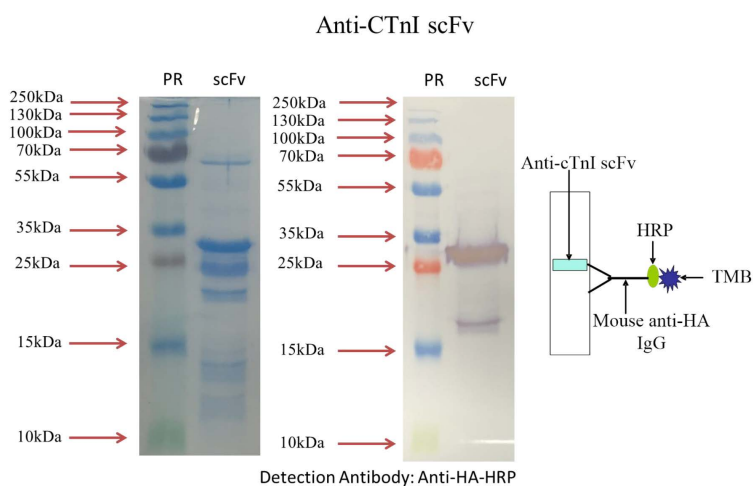 Anti-CTnI scFv
PR scFv
250kDa
130kDa
100kDa
70kDa
55kDa
35kDa
25kDa
15kDa
10kDa
PR scFv
250kDa
130kDa
100kDa
70kDa
55kDa
35kDa
25kDa
15kDa
10kDa
Anti-cTnI scFv
HRP
TMB
Mouse anti-HA
IgG
Detection Antibody: Anti-HA-HRP